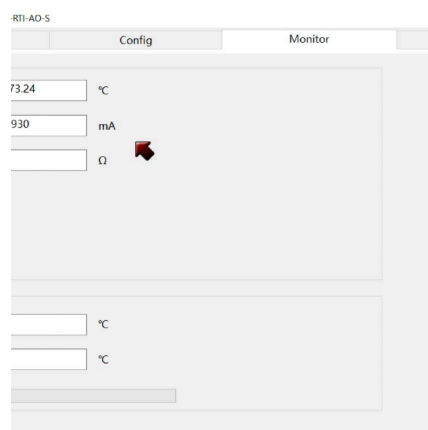 -RTI-AO-S
Config Monitor
73.24 ℃
930 mA
Ω
℃
℃